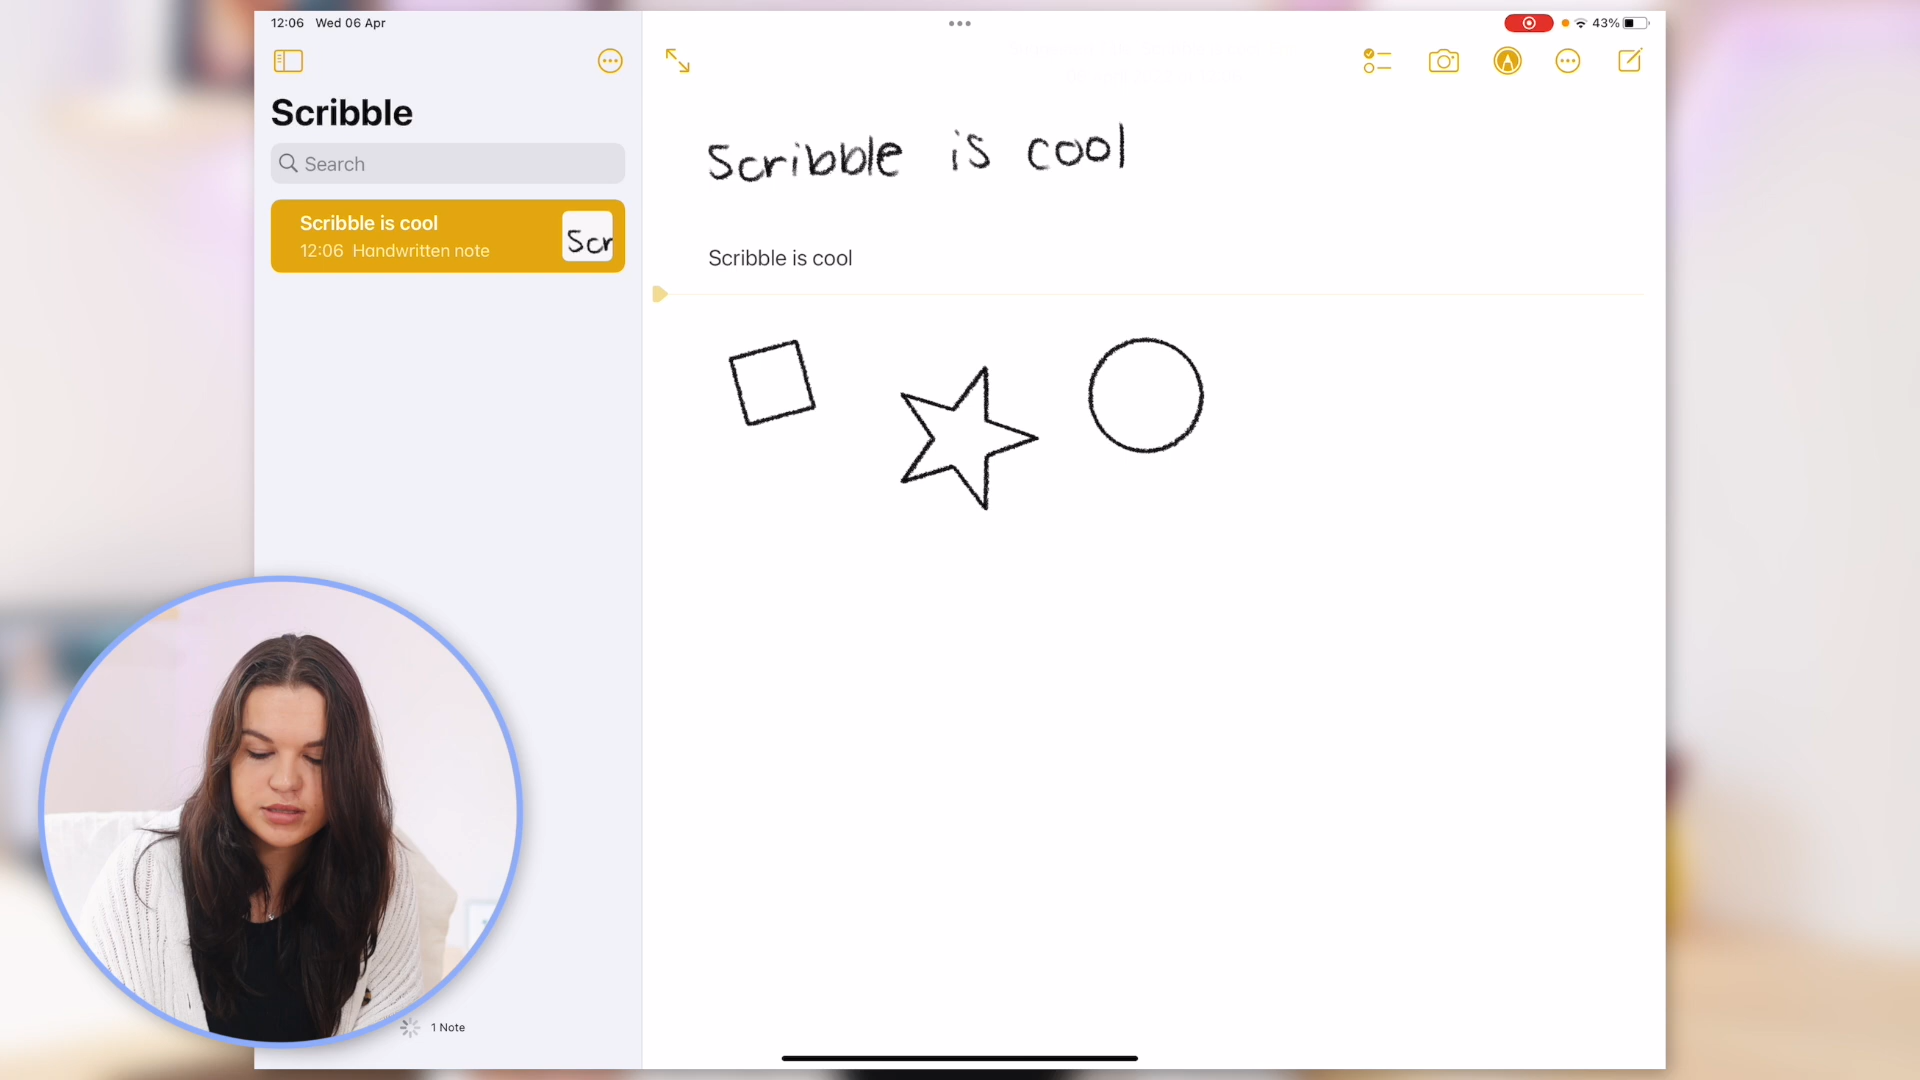 12:06 Wed 06 Apr
43%
Scribble
Search
Scribble is cool
12:06 Handwritten note
Scr
1 Note
Scribble is cool
Scribble is cool